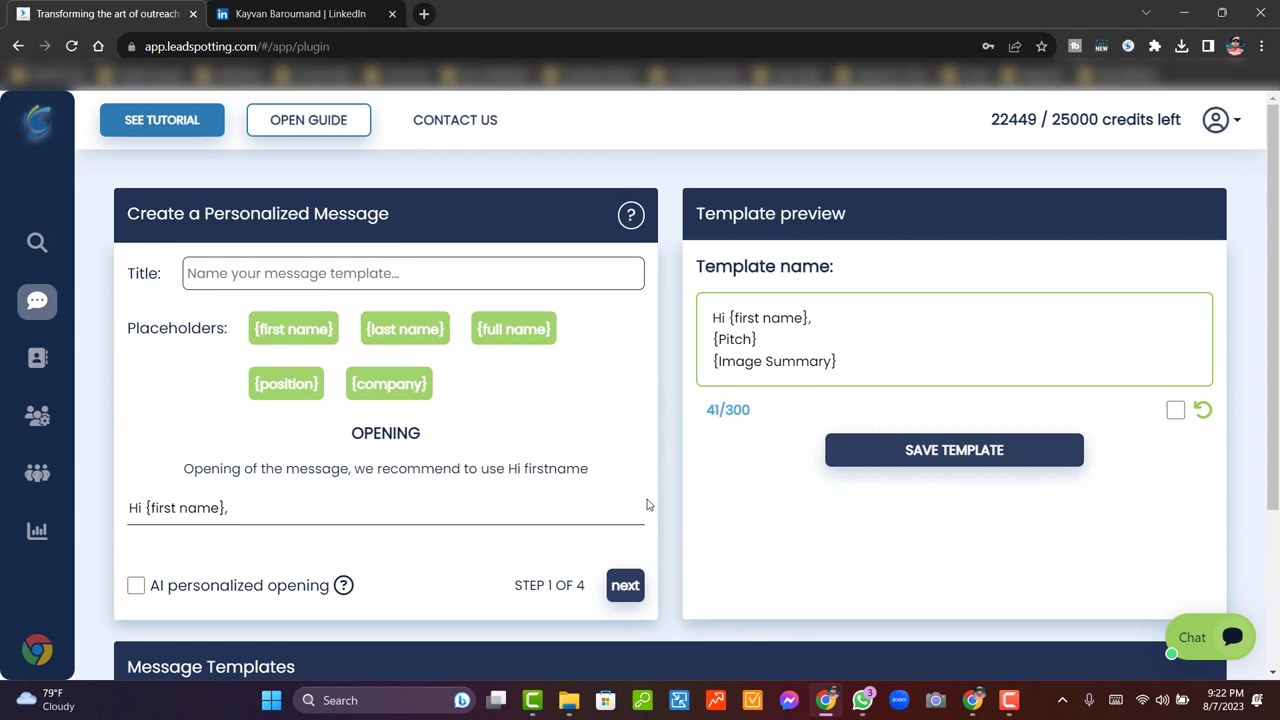 Transforming the art of outreach
Kayvan Baroumand | LinkedIn
app.leadspotting.com/#/app/plugin
NEW
SEE TUTORIAL
OPEN GUIDE
CONTACT US
22449 / 25000 credits left
Create a Personalized Message
?
Title:
Name your message template...
Placeholders:
{first name}
{last name}
{full name}
{position}
{company}
OPENING
Opening of the message, we recommend to use Hi firstname
Hi {first name},
AI personalized opening ?
STEP 1 OF 4
next
Template preview
Template name:
Hi {first name},
{Pitch}
{Image Summary}
41/300
SAVE TEMPLATE
Chat
Message Templates
79°F
Cloudy
Search
zoom
3
9:22 PM
8/7/2023